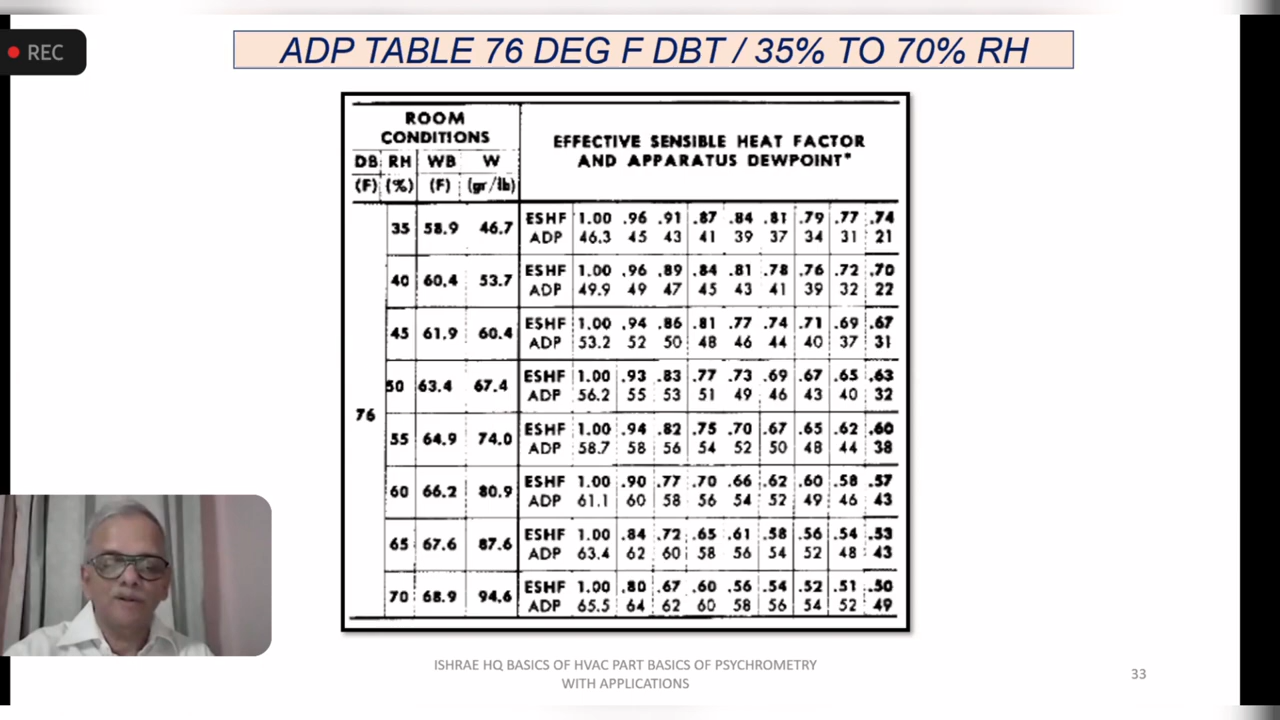 REC
ADP TABLE 76 DEG F DBT / 35% TO 70% RH
ROOM CONDITIONS
EFFECTIVE SENSIBLE HEAT FACTOR
AND APPARATUS DEWPOINT*
DB RH WB W
(F) (%) (F) (gr/lb)
76
35 58.9 46.7 ESHF 1.00 .96 .91 .87 .84 .81 .79 .77 .74
ADP 46.3 45 43 41 39 37 34 31 21
40 60.4 53.7 ESHF 1.00 .96 .89 .84 .81 .78 .76 .72 .70
ADP 49.9 49 47 45 43 41 39 32 22
45 61.9 60.4 ESHF 1.00 .94 .86 .81 .77 .74 .71 .69 .67
ADP 53.2 52 50 48 46 44 40 37 31
50 63.4 67.4 ESHF 1.00 .93 .83 .77 .73 .69 .67 .65 .63
ADP 56.2 55 53 51 49 46 43 40 32
55 64.9 74.0 ESHF 1.00 .94 .82 .75 .70 .67 .65 .62 .60
ADP 58.7 58 56 54 52 50 48 44 38
60 66.2 80.9 ESHF 1.00 .90 .77 .70 .66 .62 .60 .58 .57
ADP 61.1 60 58 56 54 52 49 46 43
65 67.6 87.6 ESHF 1.00 .84 .72 .65 .61 .58 .56 .54 .53
ADP 63.4 62 60 58 56 54 52 48 43
70 68.9 94.6 ESHF 1.00 .80 .67 .60 .56 .54 .52 .51 .50
ADP 65.5 64 62 60 58 56 54 52 49
ISHRAE HQ BASICS OF HVAC PART BASICS OF PSYCHROMETRY
WITH APPLICATIONS
33